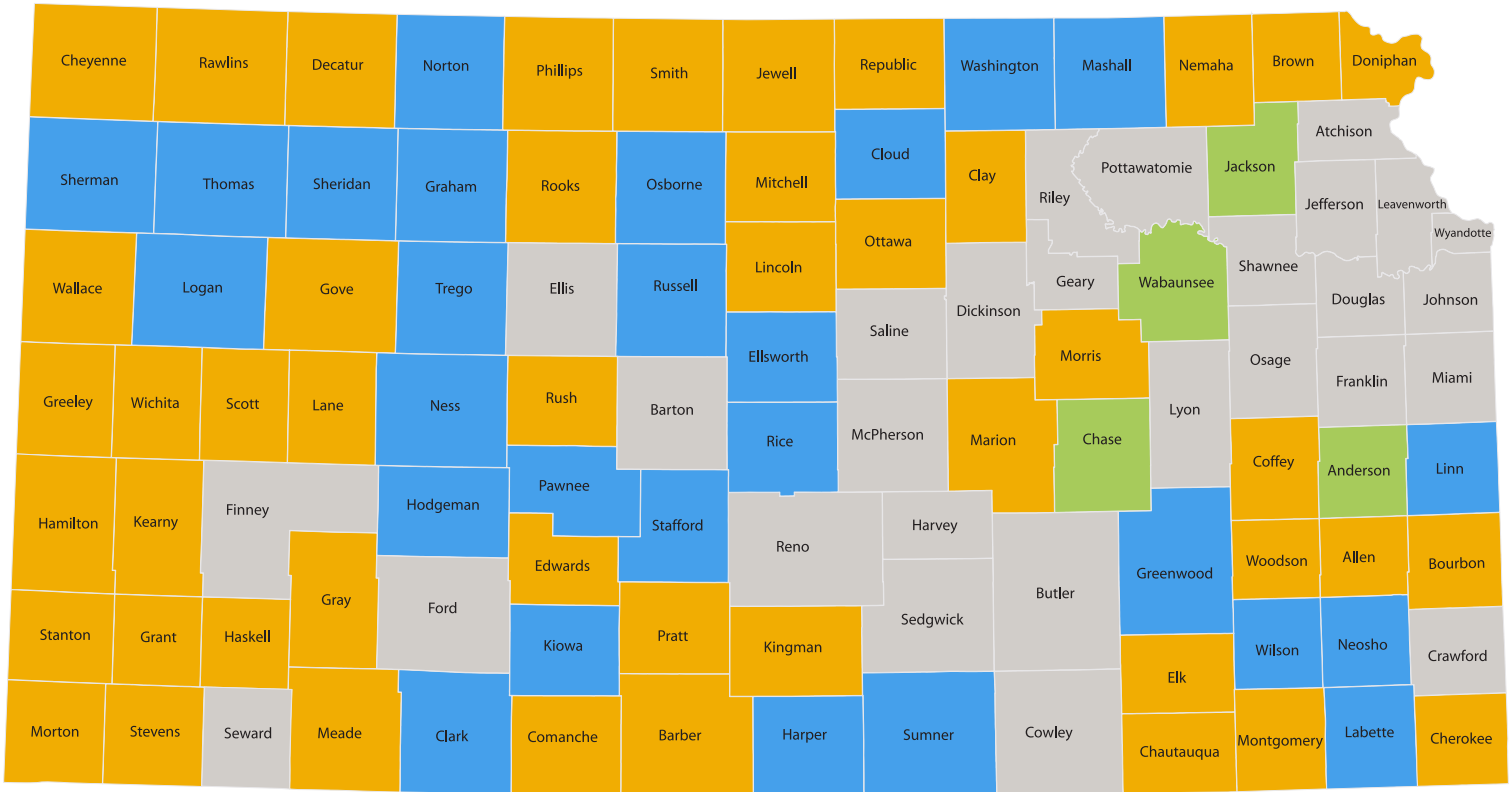 Cheyenne
Rawlins
Decatur
Norton
Phillips
Smith
Jewell
Republic
Washington
Mashall
Nemaha
Brown
Doniphan
Sherman
Thomas
Sheridan
Graham
Rooks
Osborne
Mitchell
Cloud
Clay
Riley
Pottawatomie
Jackson
Atchison
Jefferson
Leavenworth
Wyandotte
Wallace
Logan
Gove
Trego
Ellis
Russell
Lincoln
Ottawa
Saline
Dickinson
Geary
Wabaunsee
Shawnee
Douglas
Johnson
Greeley
Wichita
Scott
Lane
Ness
Rush
Barton
Ellsworth
Rice
McPherson
Marion
Morris
Chase
Lyon
Osage
Franklin
Miami
Coffey
Anderson
Linn
Hamilton
Kearny
Finney
Hodgeman
Pawnee
Stafford
Edwards
Reno
Harvey
Butler
Greenwood
Woodson
Allen
Bourbon
Stanton
Grant
Haskell
Gray
Ford
Kiowa
Pratt
Kingman
Sedgwick
Elk
Wilson
Neosho
Crawford
Morton
Stevens
Seward
Meade
Clark
Comanche
Barber
Harper
Sumner
Cowley
Chautauqua
Montgomery
Labette
Cherokee